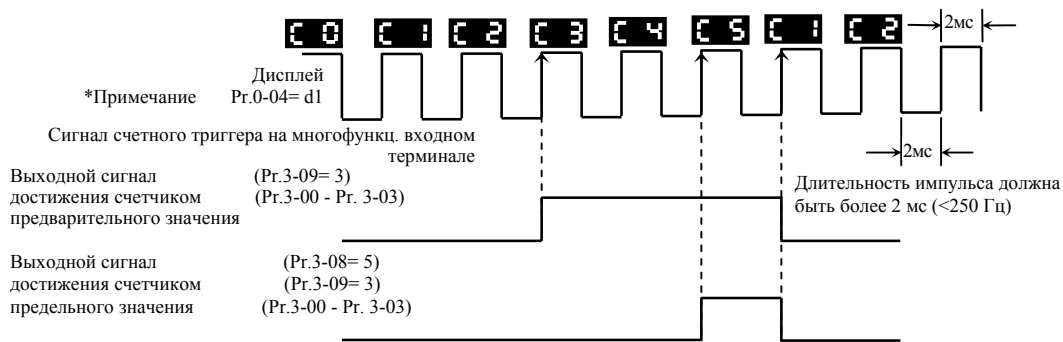 C 0 C 1 C 2 C 3 C 4 C 5 C 1 C 2
2мс
Дисплей
*Примечание Pr.0-04= d1
Сигнал счетного триггера на многофункц. входном
терминале
2мс
Выходной сигнал (Pr.3-09= 3)
достижения счетчиком (Pr.3-00 - Pr. 3-03)
предварительного значения
Длительность импульса должна
быть более 2 мс (<250 Гц)
Выходной сигнал (Pr.3-08= 5)
достижения счетчиком (Pr.3-09= 3)
предельного значения (Pr.3-00 - Pr. 3-03)